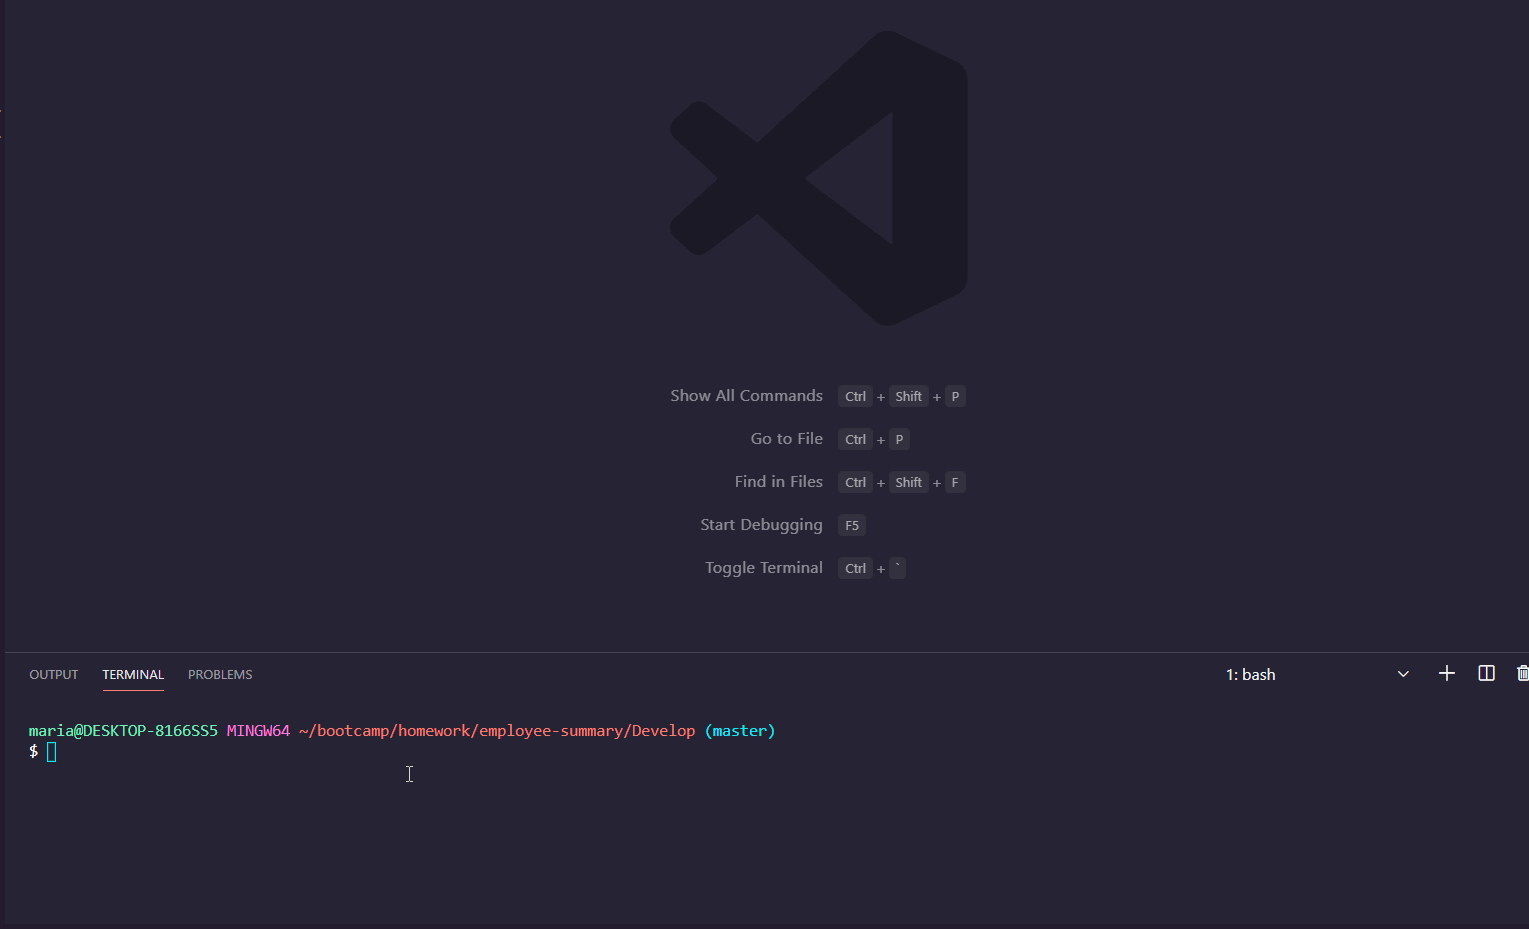 Show All Commands Ctrl + Shift + P
Go to File Ctrl + P
Find in Files Ctrl + Shift + F
Start Debugging F5
Toggle Terminal Ctrl + `
OUTPUT TERMINAL PROBLEMS 1: bash
maria@DESKTOP-8166SS5 MINGW64 ~/bootcamp/homework/employee-summary/Develop (master)
$